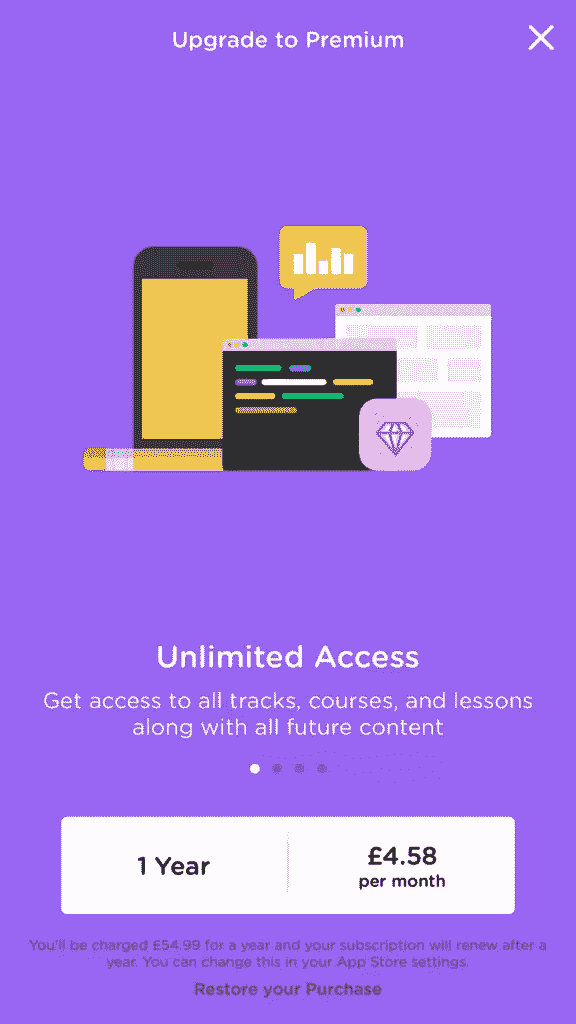 Upgrade to Premium
Unlimited Access
Get access to all tracks, courses, and lessons
along with all future content
1 Year
£4.58
per month
You'll be charged £54.99 for a year and your subscription will renew after a
year. You can change this in your App Store settings.
Restore your Purchase